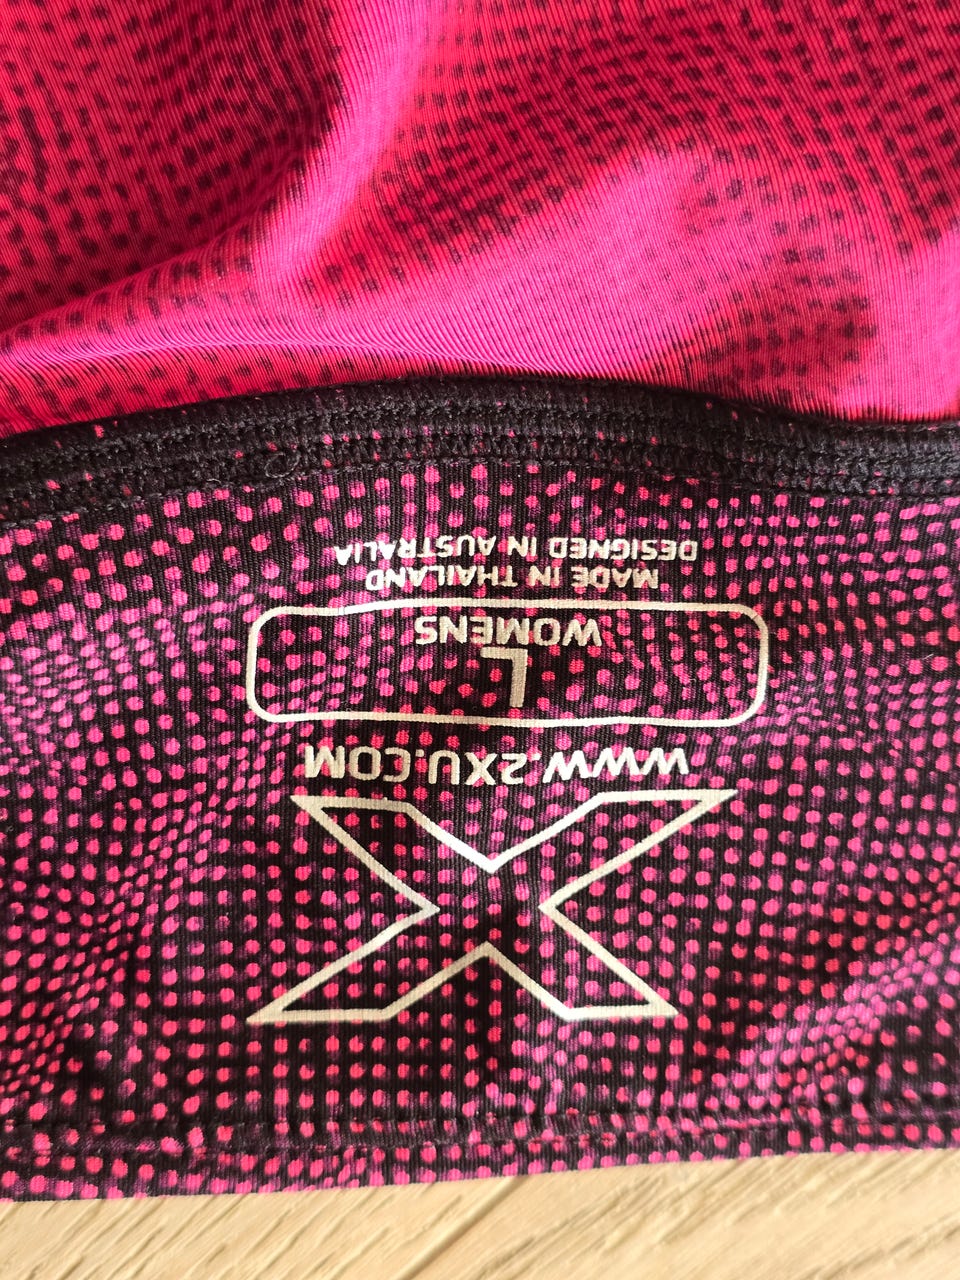 X
WWW.2XU.COM
L
WOMENS
MADE IN THAILAND
DESIGNED IN AUSTRALIA